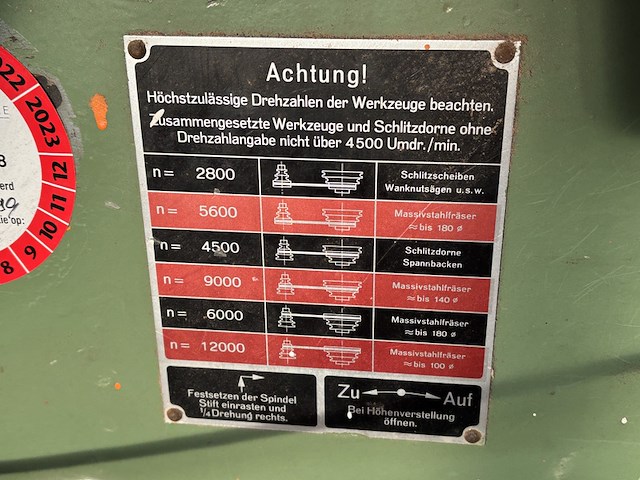 Achtung!
Höchstzulässige Drehzahlen der Werkzeuge beachten.
Zusammengesetzte Werkzeuge und Schlitzdorne ohne
Drehzahlangabe nicht über 4500 Umdr./min.
n = 2800 Schlitzscheiben
Wanknutsägen u.s.w.
n = 5600 Massivstahlfräser
≈ bis 180 ø
n = 4500 Schlitzdorne
Spannbacken
n = 9000 Massivstahlfräser
≈ bis 140 ø
n = 6000 Massivstahlfräser
≈ bis 180 ø
n = 12000 Massivstahlfräser
≈ bis 100 ø
Festsetzen der Spindel
Stift einrasten und
1/4 Drehung rechts.
Zu Auf
Bei Höhenverstellung
öffnen.
2022
2023
12
11
10
9
8